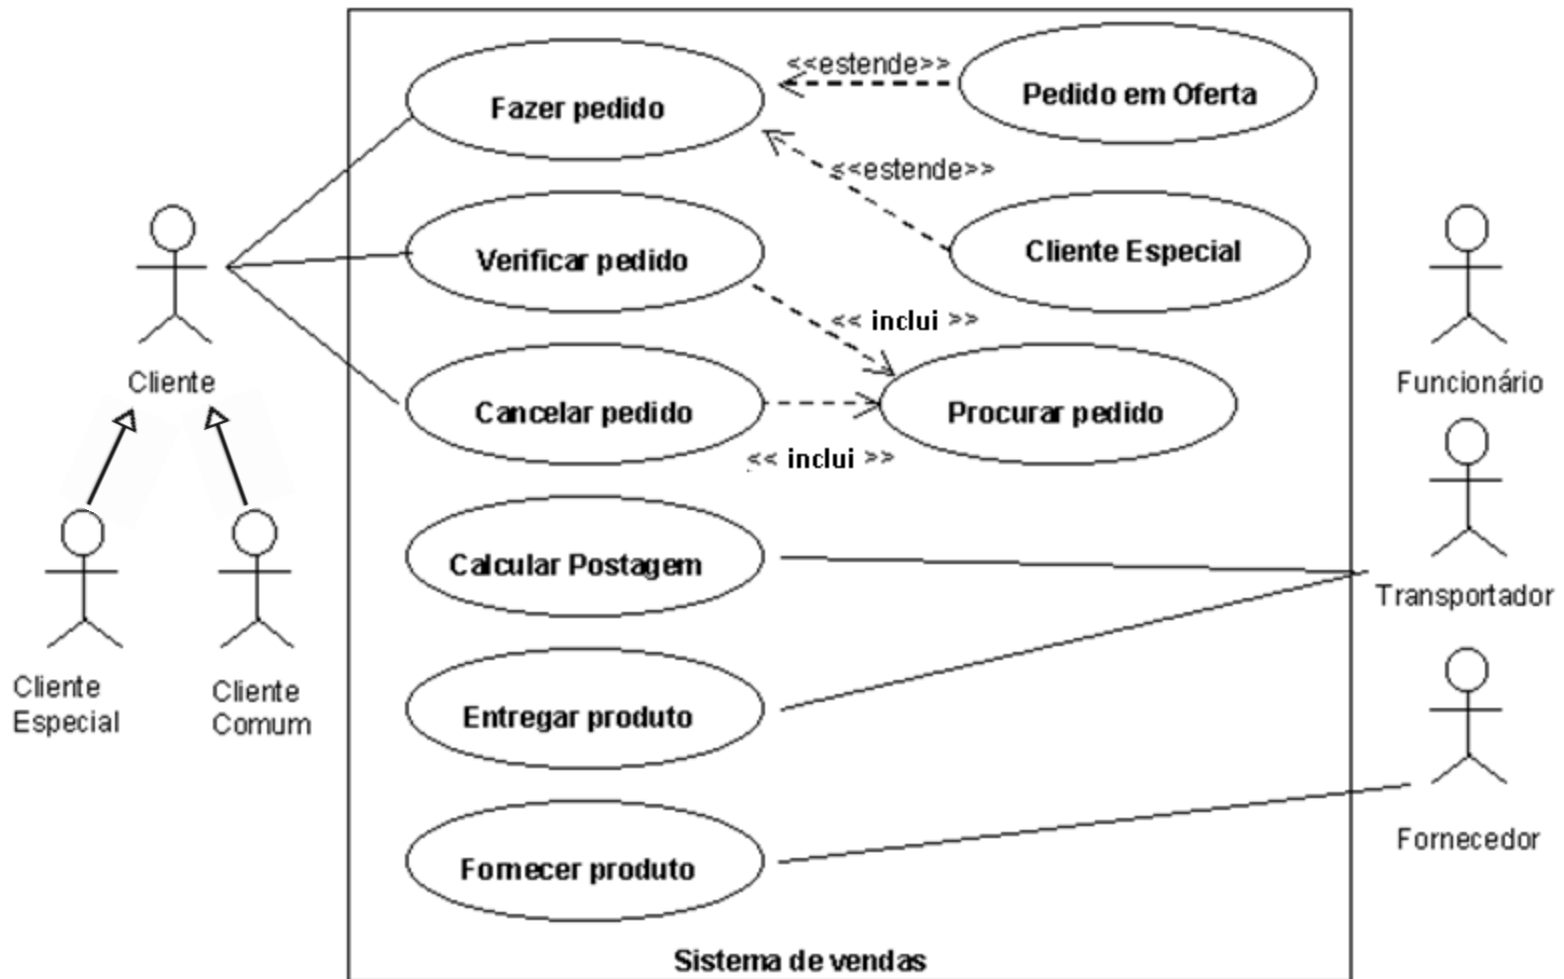 <<estende>>
Pedido em Oferta
Fazer pedido
<<estende>>
Cliente Especial
Verificar pedido
<< inclui >>
Cliente
Funcionário
Cancelar pedido
Procurar pedido
<< inclui >>
Calcular Postagem
Transportador
Cliente
Especial
Cliente
Comum
Entregar produto
Fornecedor
Fornecer produto
Sistema de vendas